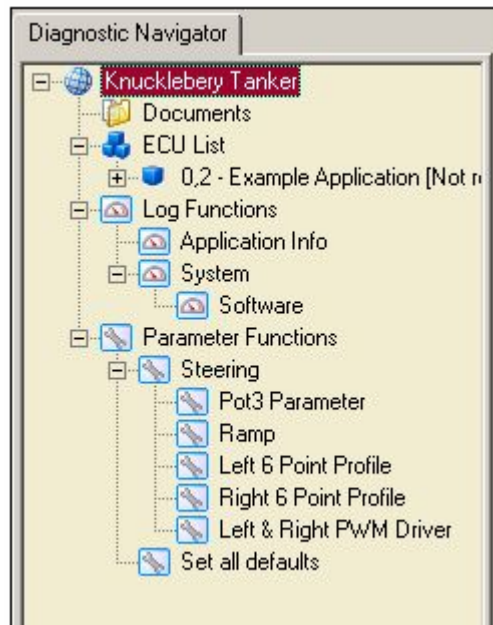 Diagnostic Navigator
Knucklebery Tanker
Documents
ECU List
0,2 - Example Application [Not r
Log Functions
Application Info
System
Software
Parameter Functions
Steering
Pot3 Parameter
Ramp
Left 6 Point Profile
Right 6 Point Profile
Left & Right PWM Driver
Set all defaults